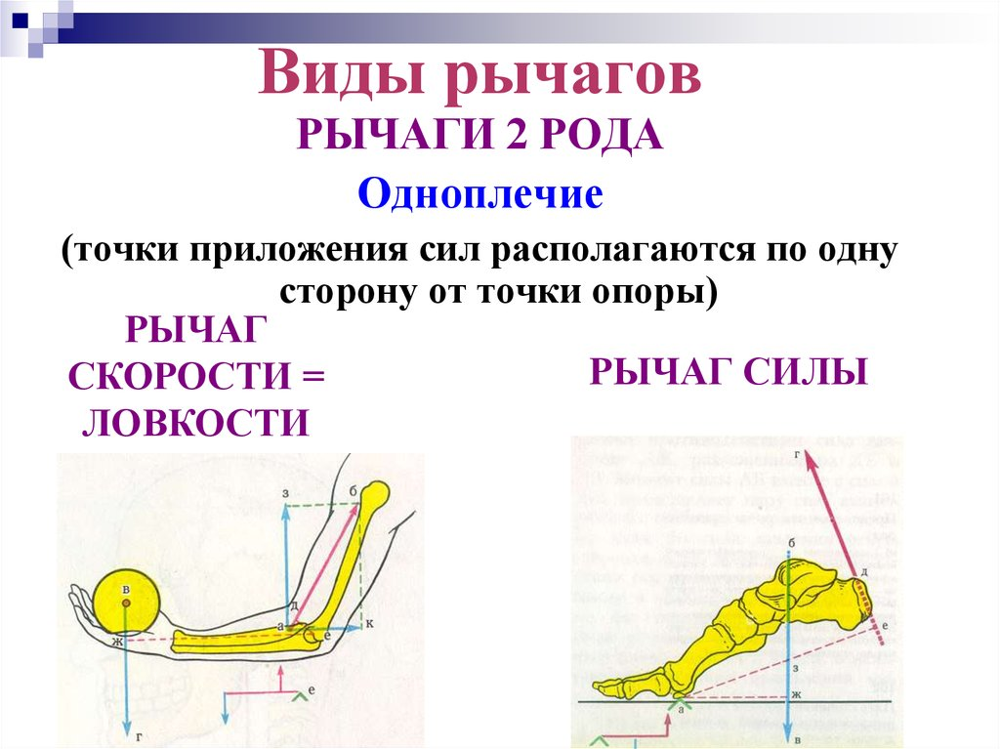 Виды рычагов
РЫЧАГИ 2 РОДА
Одноплечие
(точки приложения сил располагаются по одну
сторону от точки опоры)
РЫЧАГ
СКОРОСТИ =
ЛОВКОСТИ
РЫЧАГ СИЛЫ
з
б
в
д
а
к
е
ж
е
г
г
б
д
е
з
ж
а
в